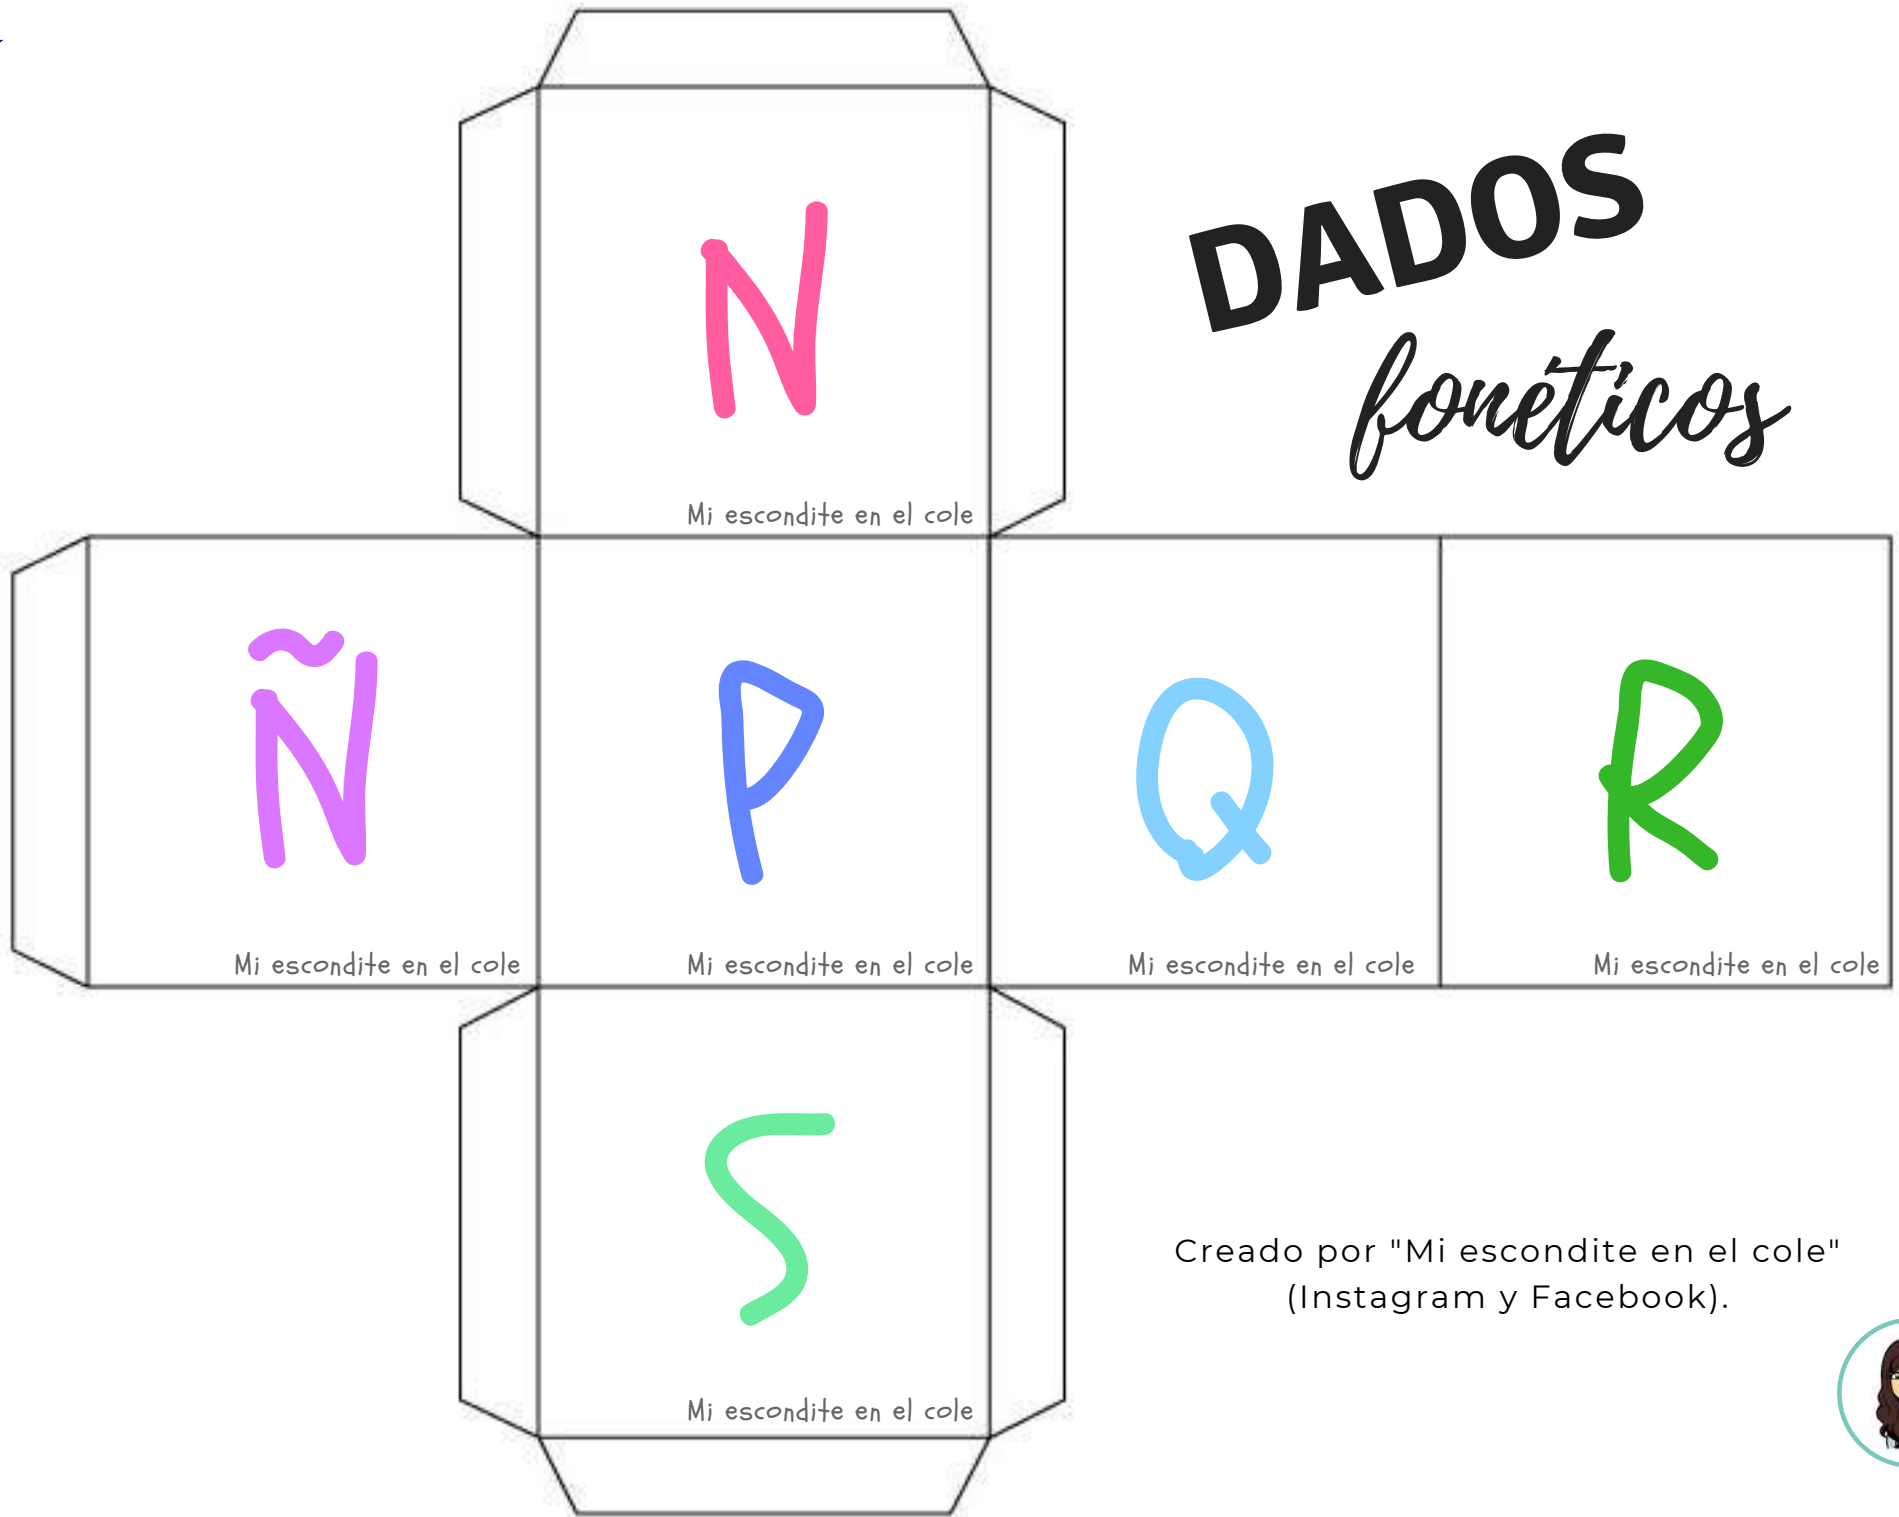 N
DADOS
fonéticos
Mi escondite en el cole
Ñ
P
Q
R
Mi escondite en el cole
Mi escondite en el cole
Mi escondite en el cole
Mi escondite en el cole
S
Mi escondite en el cole
Creado por "Mi escondite en el cole"
(Instagram y Facebook).